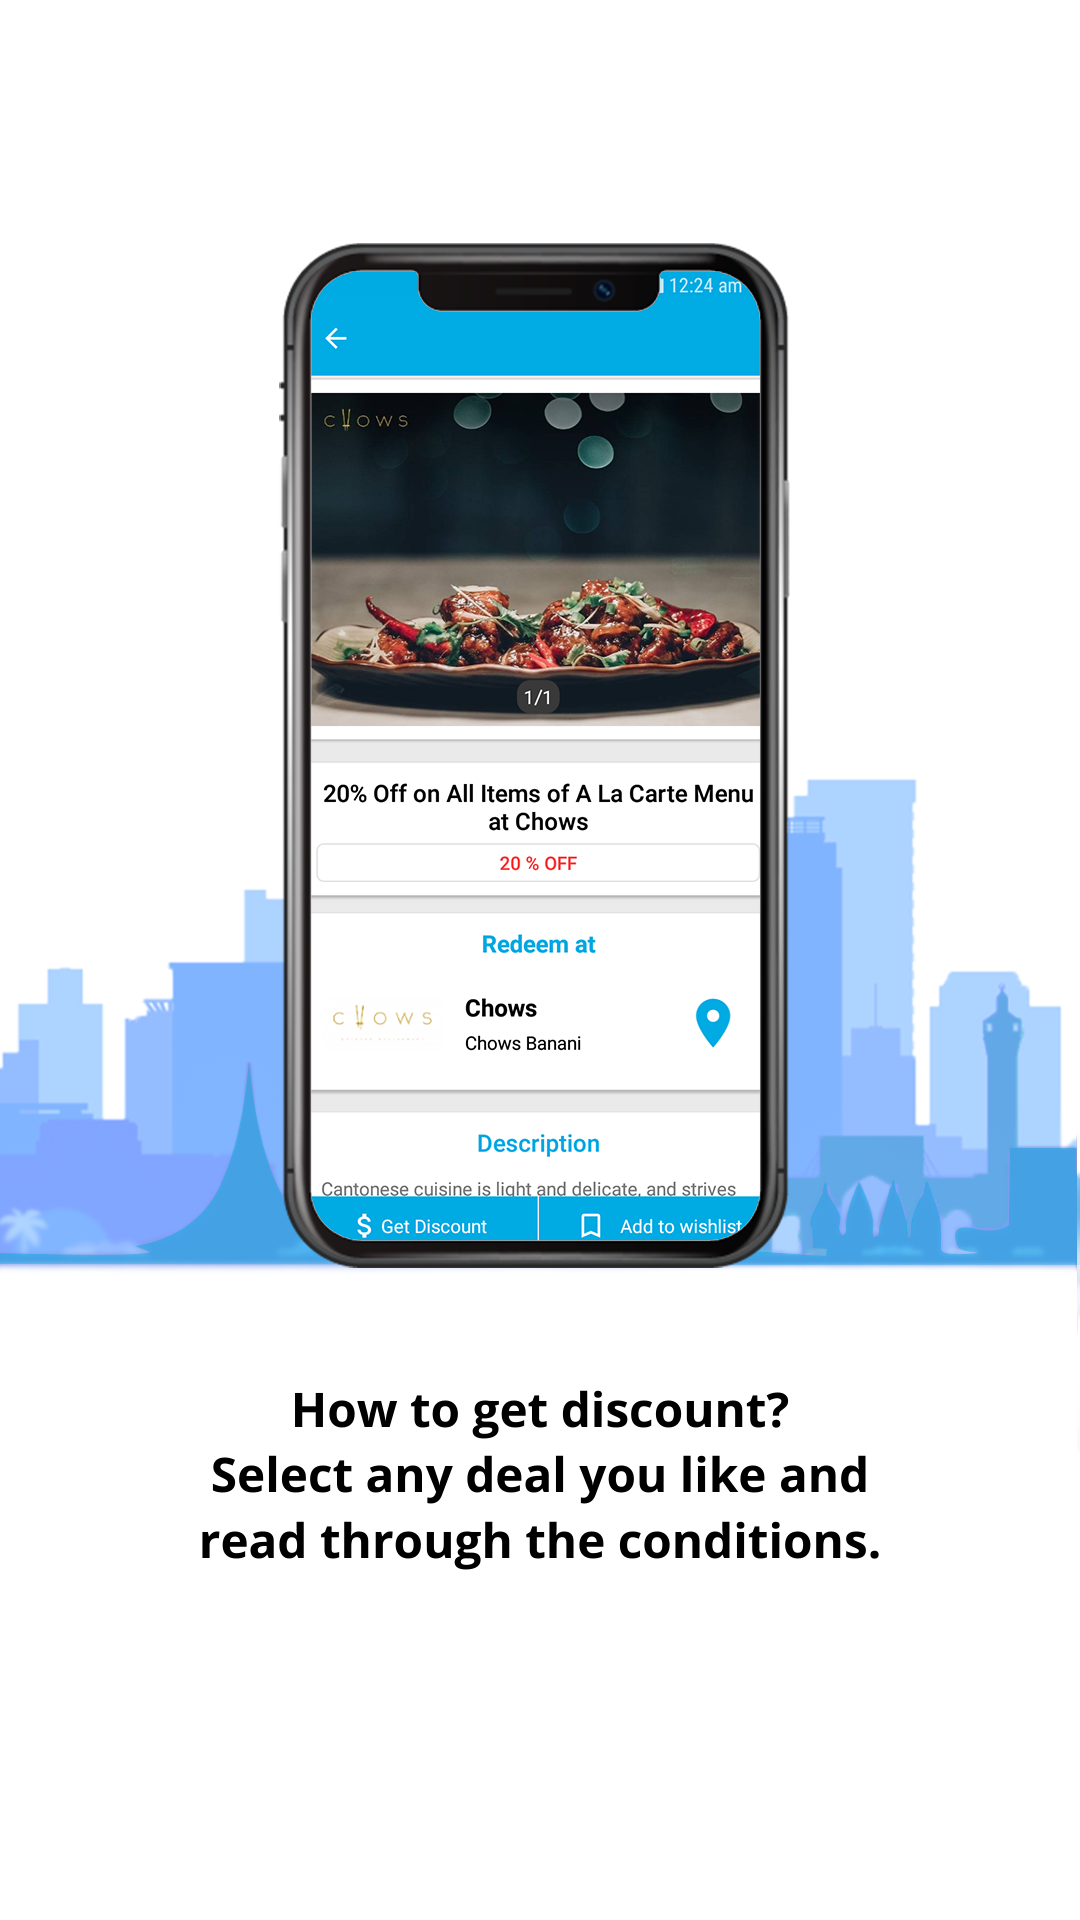 12:24 am
CHOWS
1/1
20% Off on All Items of A La Carte Menu
at Chows
20 % OFF
Redeem at
CHOWS
Chows
Chows Banani
Description
Cantonese cuisine is light and delicate, and strives
$ Get Discount
Add to wishlist
How to get discount?
Select any deal you like and
read through the conditions.